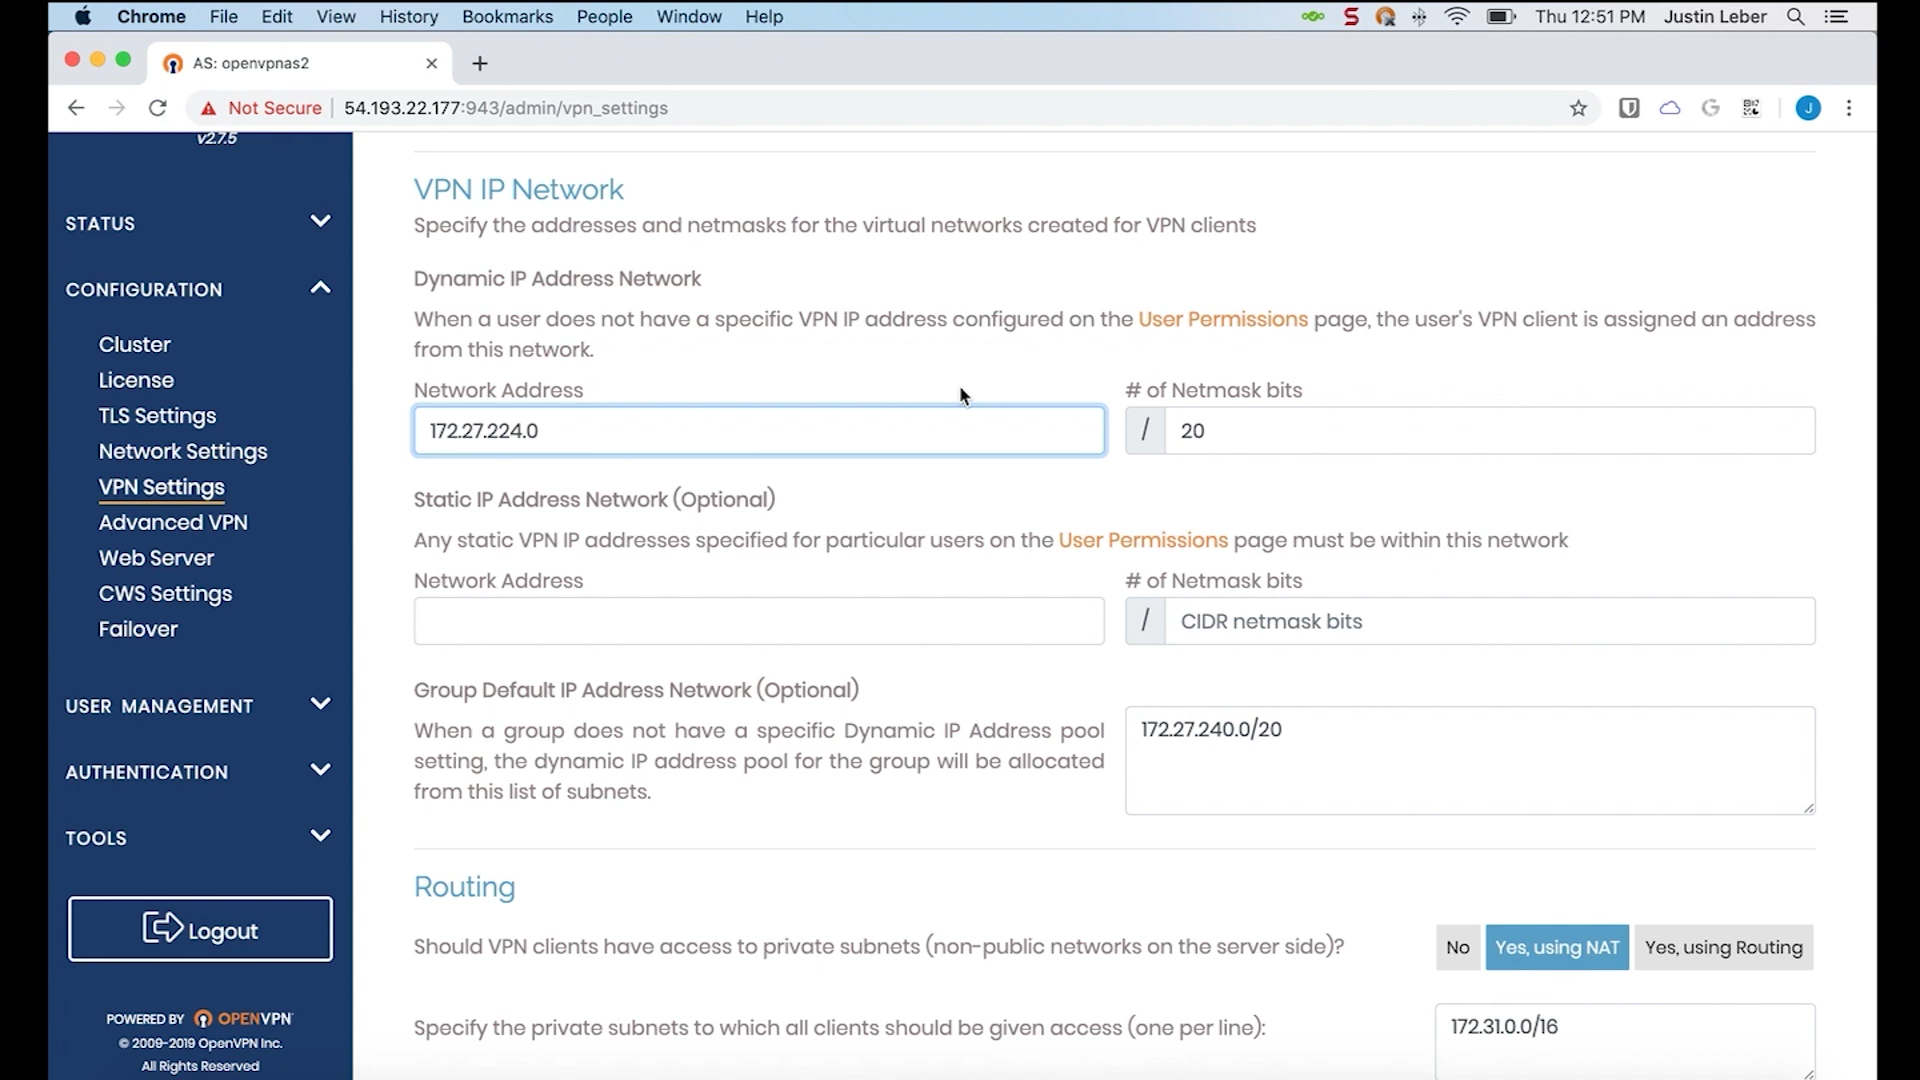 Chrome File Edit View History Bookmarks People Window Help Thu 12:51 PM Justin Leber
AS: openvpnas2
Not Secure 54.193.22.177:943/admin/vpn_settings
v2.7.5
STATUS
CONFIGURATION
Cluster
License
TLS Settings
Network Settings
VPN Settings
Advanced VPN
Web Server
CWS Settings
Failover
USER MANAGEMENT
AUTHENTICATION
TOOLS
Logout
POWERED BY OPENVPN
© 2009-2019 OpenVPN Inc.
All Rights Reserved
VPN IP Network
Specify the addresses and netmasks for the virtual networks created for VPN clients
Dynamic IP Address Network
When a user does not have a specific VPN IP address configured on the User Permissions page, the user's VPN client is assigned an address
from this network.
Network Address # of Netmask bits
172.27.224.0 / 20
Static IP Address Network (Optional)
Any static VPN IP addresses specified for particular users on the User Permissions page must be within this network
Network Address # of Netmask bits
/ CIDR netmask bits
Group Default IP Address Network (Optional)
When a group does not have a specific Dynamic IP Address pool
setting, the dynamic IP address pool for the group will be allocated
from this list of subnets.
172.27.240.0/20
Routing
Should VPN clients have access to private subnets (non-public networks on the server side)? No Yes, using NAT Yes, using Routing
Specify the private subnets to which all clients should be given access (one per line): 172.31.0.0/16